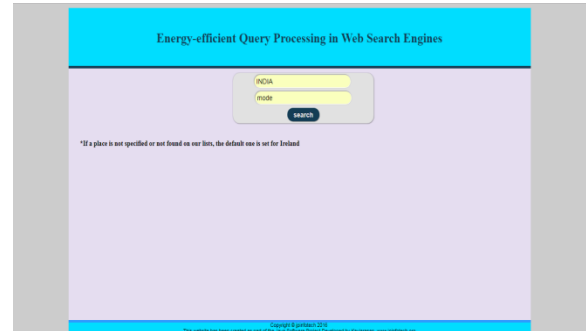 Energy-efficient Query Processing in Web Search Engines
INDIA
mode
search
*If a place is not specified or not found on our lists, the default one is set for Ireland
Copyright ©